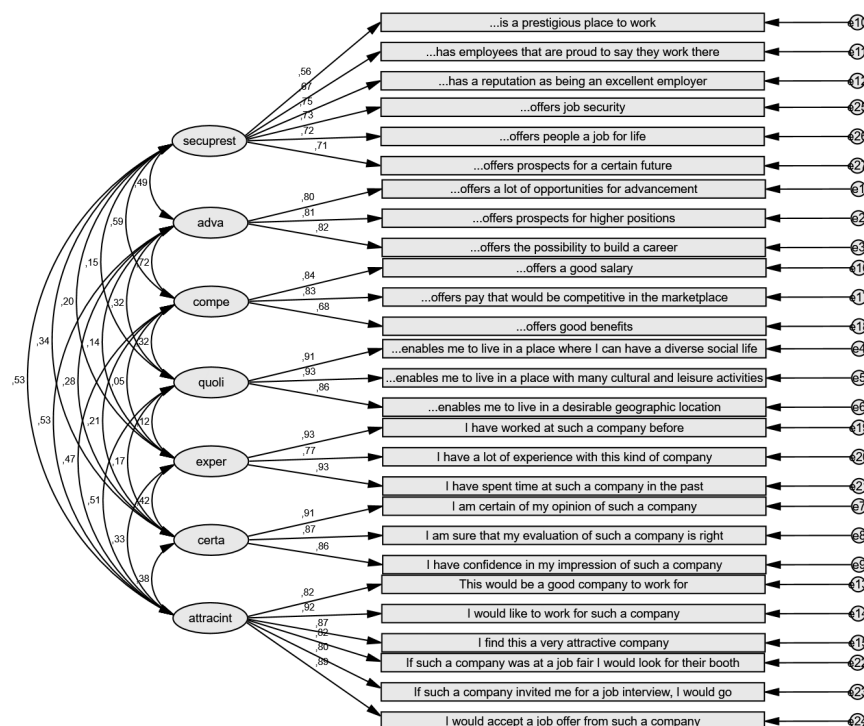 ...is a prestigious place to work
...has employees that are proud to say they work there
...has a reputation as being an excellent employer
...offers job security
...offers people a job for life
...offers prospects for a certain future
...offers a lot of opportunities for advancement
...offers prospects for higher positions
...offers the possibility to build a career
...offers a good salary
...offers pay that would be competitive in the marketplace
...offers good benefits
...enables me to live in a place where I can have a diverse social life
...enables me to live in a place with many cultural and leisure activities
...enables me to live in a desirable geographic location
I have worked at such a company before
I have a lot of experience with this kind of company
I have spent time at such a company in the past
I am certain of my opinion of such a company
I am sure that my evaluation of such a company is right
I have confidence in my impression of such a company
This would be a good company to work for
I would like to work for such a company
I find this a very attractive company
If such a company was at a job fair I would look for their booth
If such a company invited me for a job interview, I would go
I would accept a job offer from such a company
secuprest
adva
compe
quoli
exper
certa
attracint
,56
,67
,75
,73
,72
,71
,80
,81
,82
,84
,83
,68
,91
,93
,86
,93
,77
,93
,91
,87
,86
,82
,92
,87
,82
,80
,49
,59
,15
,72
,20
,32
,34
,14
,32
,53
,28
,05
,53
,21
,12
,47
,17
,51
,42
,33
,38